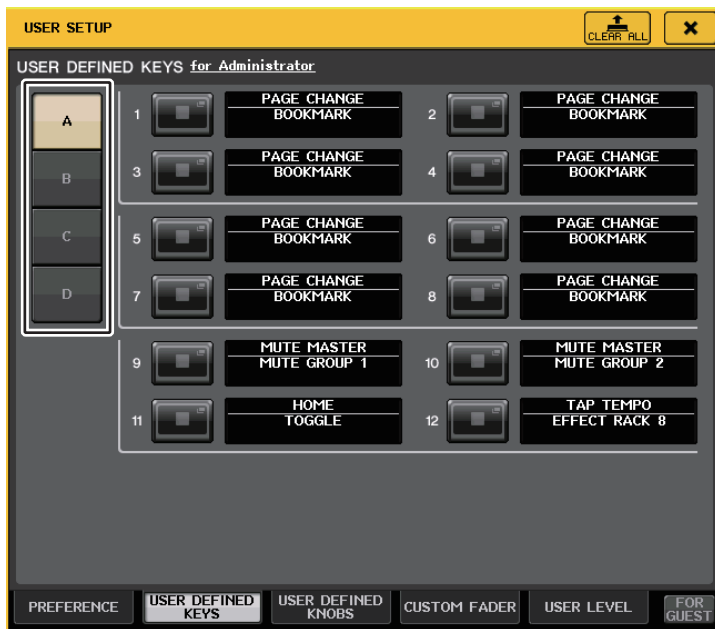 USER SETUP
CLEAR ALL
USER DEFINED KEYS for Administrator
A
B
C
D
1
PAGE CHANGE
BOOKMARK
2
PAGE CHANGE
BOOKMARK
3
PAGE CHANGE
BOOKMARK
4
PAGE CHANGE
BOOKMARK
5
PAGE CHANGE
BOOKMARK
6
PAGE CHANGE
BOOKMARK
7
PAGE CHANGE
BOOKMARK
8
PAGE CHANGE
BOOKMARK
9
MUTE MASTER
MUTE GROUP 1
10
MUTE MASTER
MUTE GROUP 2
11
HOME
TOGGLE
12
TAP TEMPO
EFFECT RACK 8
PREFERENCE
USER DEFINED
KEYS
USER DEFINED
KNOBS
CUSTOM FADER
USER LEVEL
FOR
GUEST